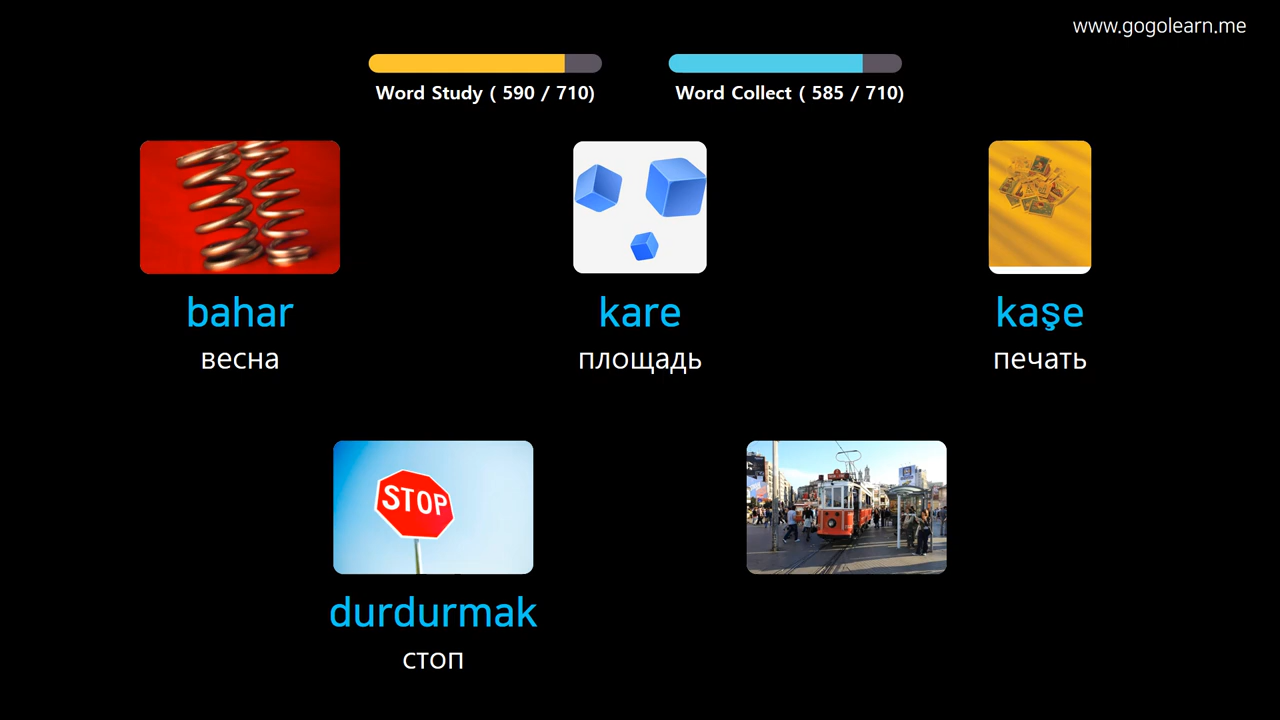 www.gogolearn.me
Word Study ( 590 / 710)
Word Collect ( 585 / 710)
bahar
весна
kare
площадь
kaşe
печать
STOP
durdurmak
стоп